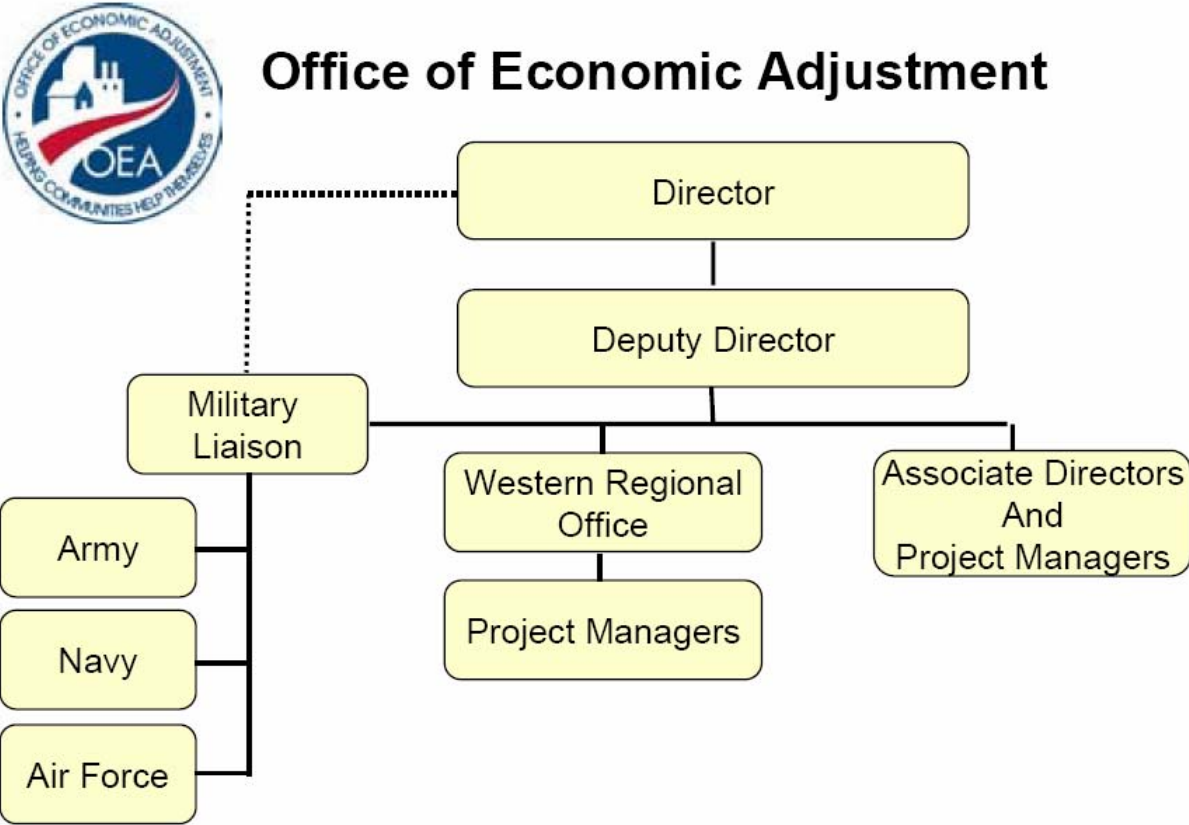 OFFICE OF ECONOMIC ADJUSTMENT
HELPING COMMUNITIES HELP THEMSELVES
OEA
Office of Economic Adjustment
Director
Deputy Director
Military
Liaison
Western Regional
Office
Associate Directors
And
Project Managers
Army
Project Managers
Navy
Air Force